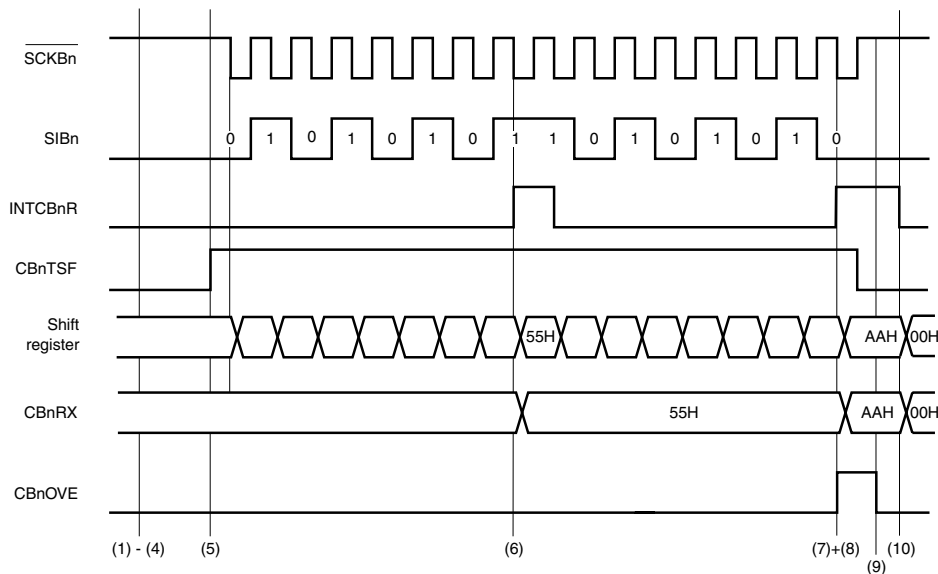 SCKBn
SIBn
0 1 0 1 0 1 0 1 1 0 1 0 1 0 1 0
INTCBnR
CBnTSF
Shift
register
55H
AAH
00H
CBnRX
55H
AAH
00H
CBnOVE
(1) - (4)
(5)
(6)
(7)+(8)
(9)
(10)